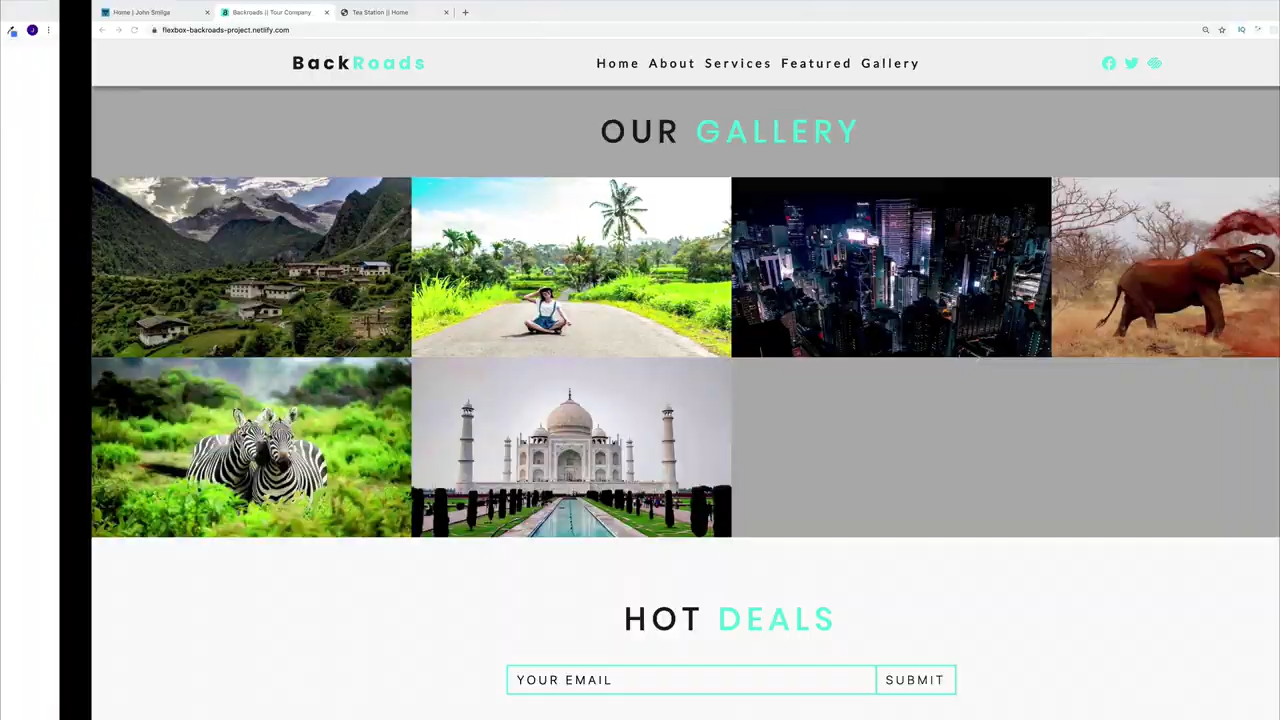 Home | John Smilga
Backroads || Tour Company
Tea Station || Home
flexbox-backroads-project.netlify.com
BackRoads
Home About Services Featured Gallery
OUR GALLERY
HOT DEALS
YOUR EMAIL
SUBMIT